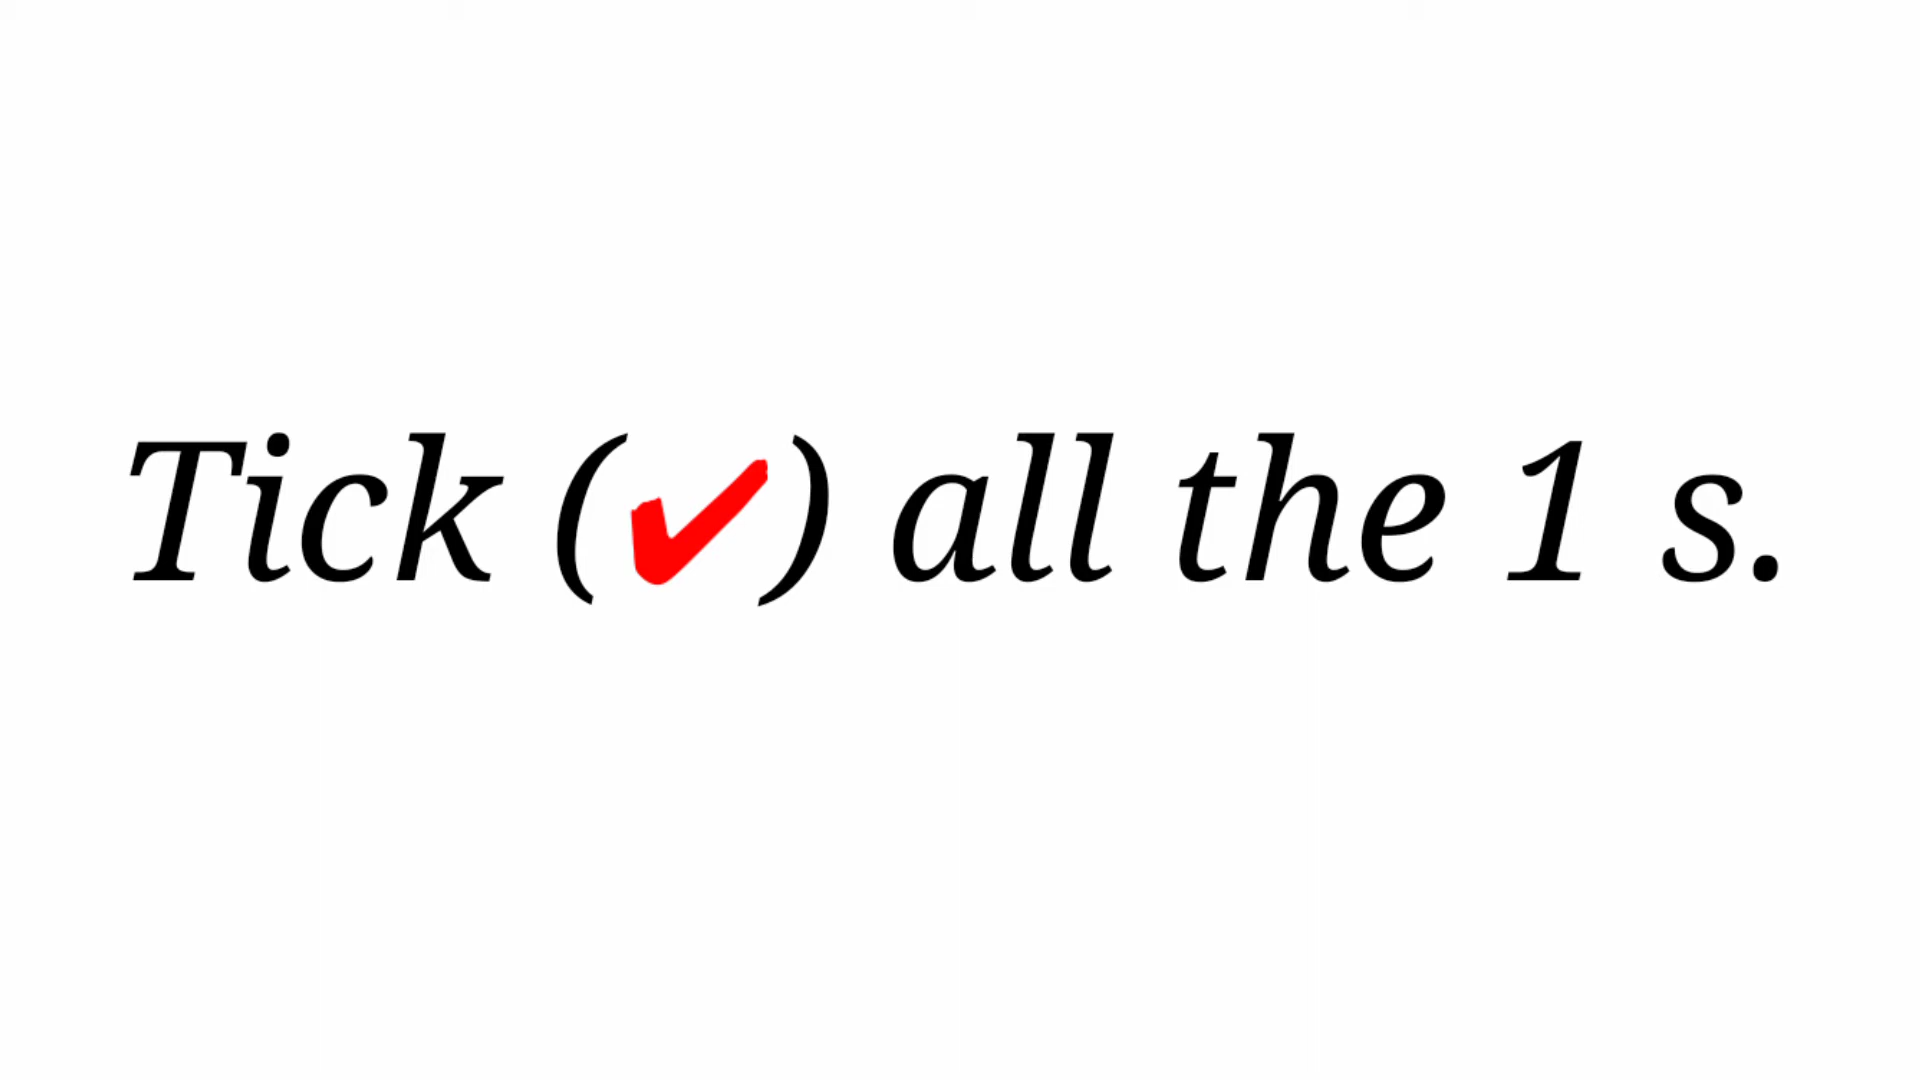 Tick (✔) all the 1 s.